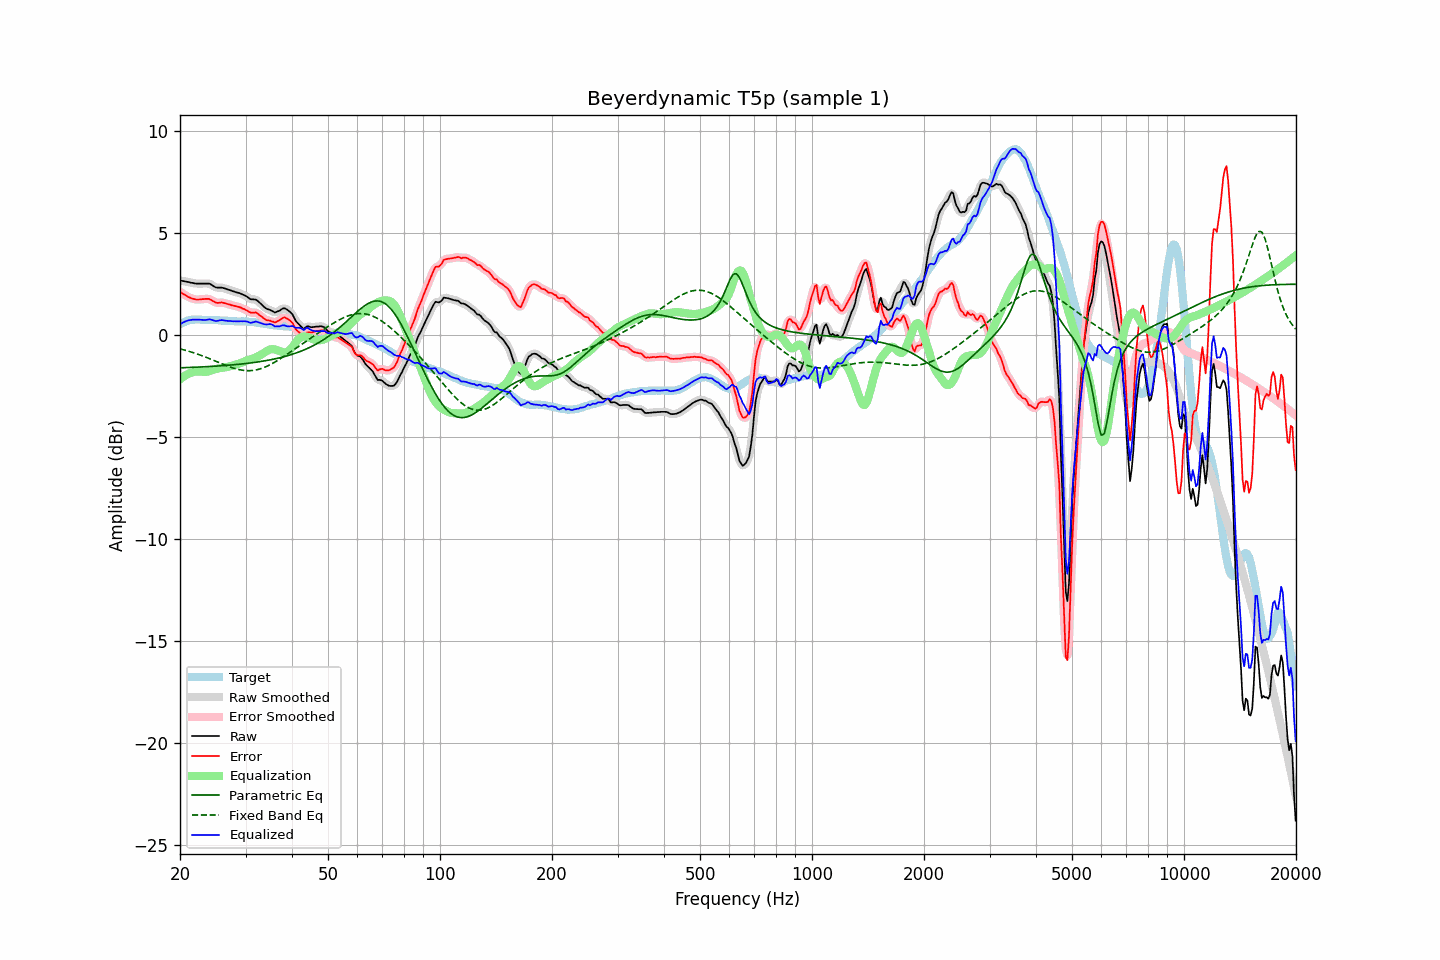 Beyerdynamic T5p (sample 1)
10
5
0
−5
−10
−15
−20
−25
Amplitude (dBr)
Target
Raw Smoothed
Error Smoothed
Raw
Error
Equalization
Parametric Eq
Fixed Band Eq
Equalized
20 50 100 200 500 1000 2000 5000 10000 20000
Frequency (Hz)